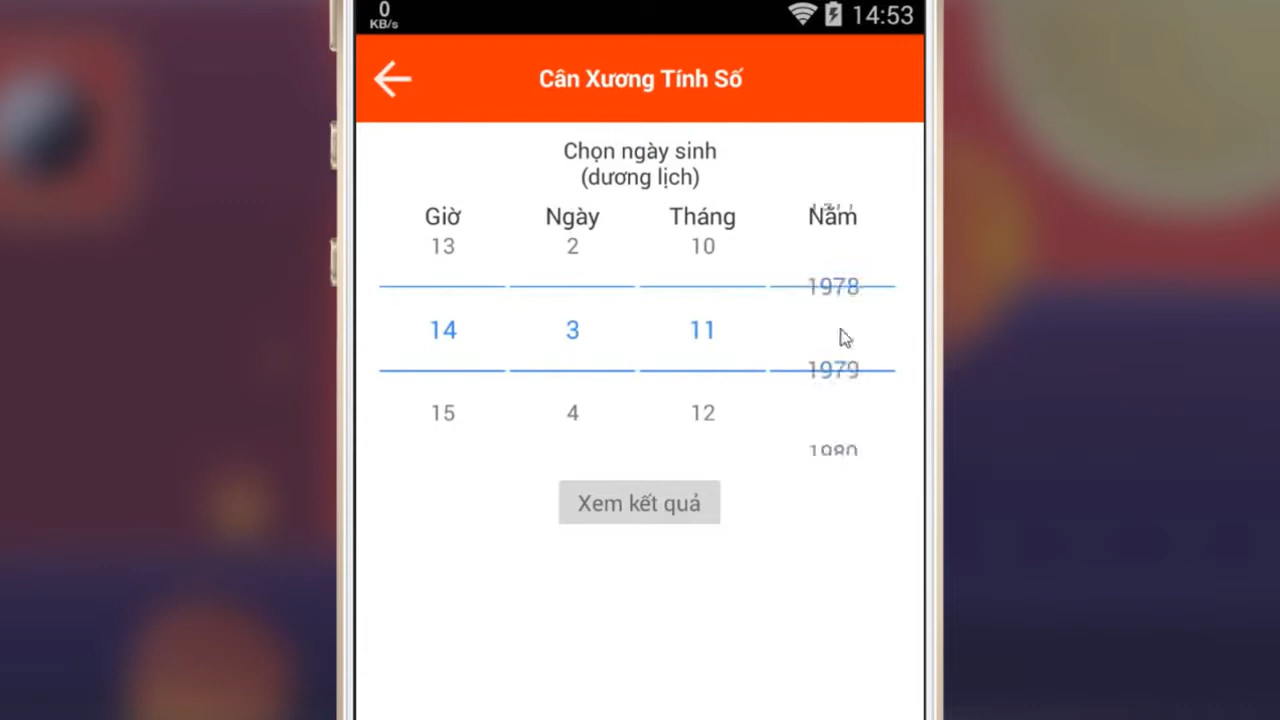 0
KB/s
14:53
Cân Xương Tính Số
Chọn ngày sinh
(dương lịch)
Giờ Ngày Tháng Năm
13 2 10
1978
14 3 11
1979
15 4 12
1980
Xem kết quả